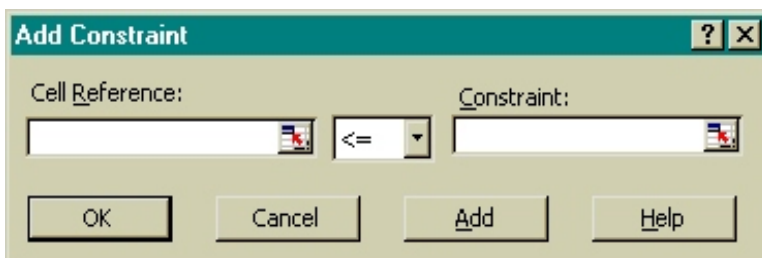 Add Constraint ? X
Cell Reference: Constraint:
<=
OK Cancel Add Help